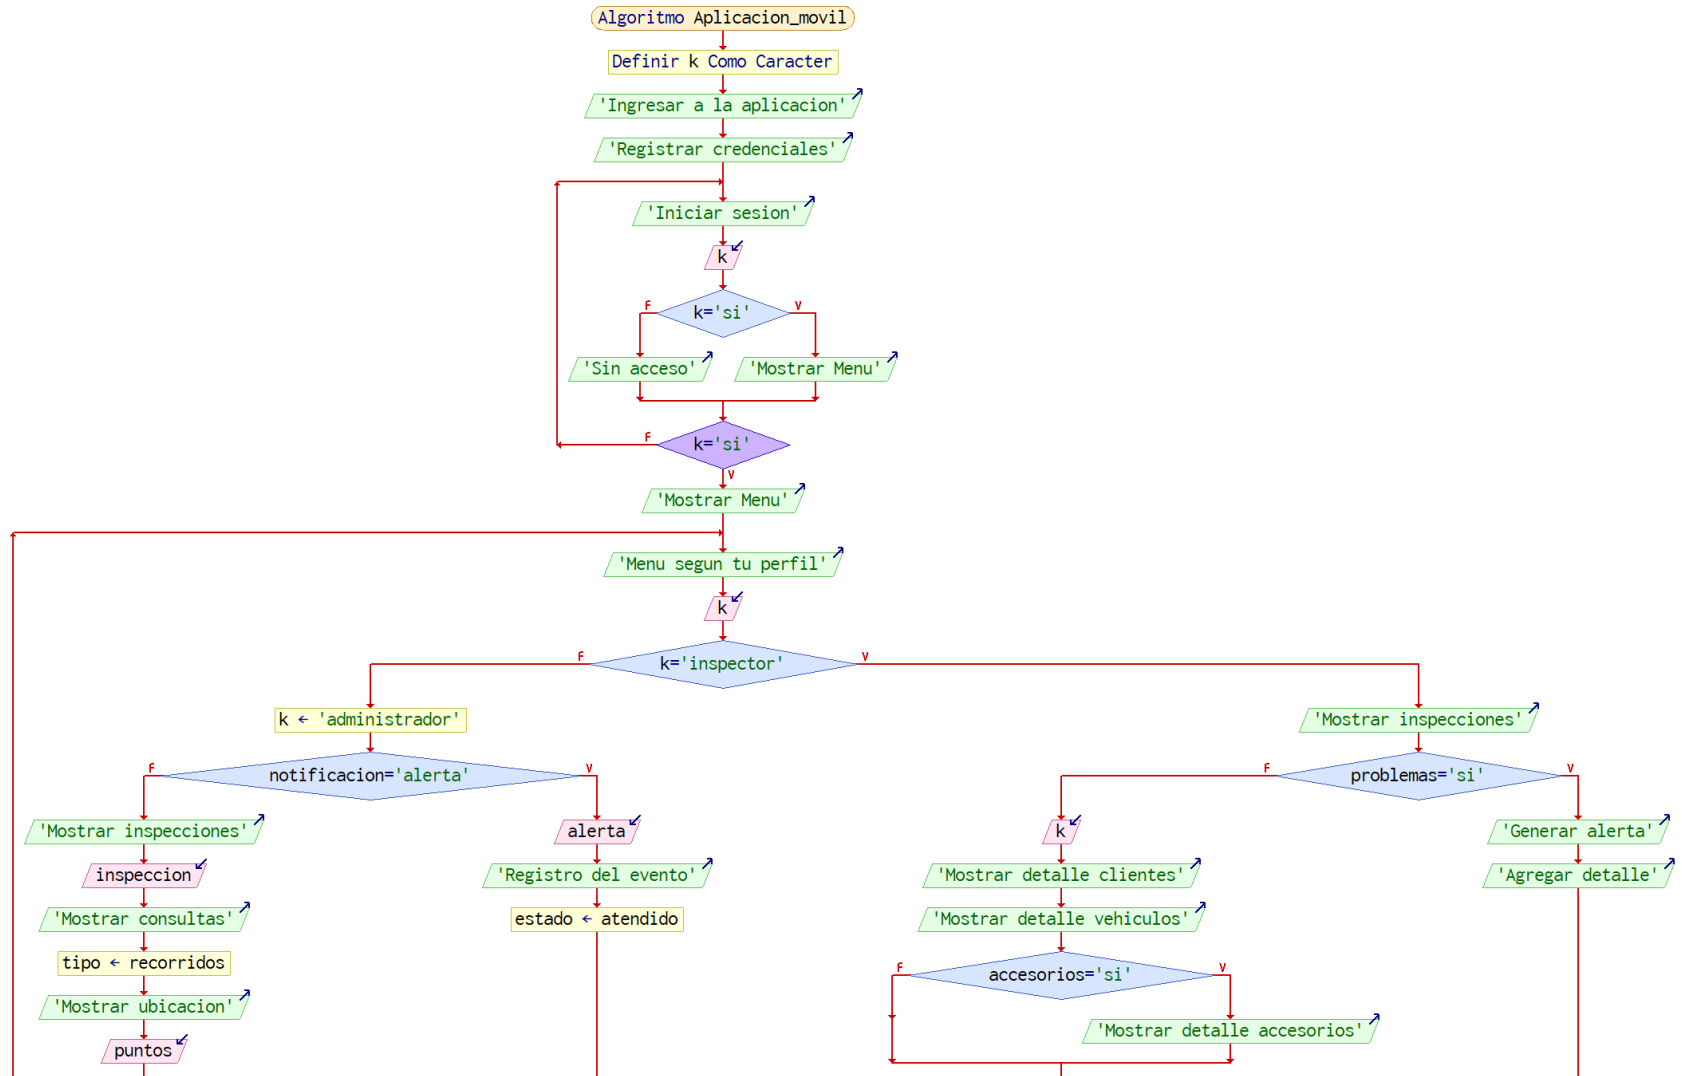 Algoritmo Aplicacion_movil
Definir k Como Caracter
'Ingresar a la aplicacion'
'Registrar credenciales'
'Iniciar sesion'
k
F
k='si'
V
'Sin acceso'
'Mostrar Menu'
F
k='si'
V
'Mostrar Menu'
'Menu segun tu perfil'
k
F
k='inspector'
V
k ← 'administrador'
'Mostrar inspecciones'
F
notificacion='alerta'
V
F
problemas='si'
V
'Mostrar inspecciones'
alerta
k
'Generar alerta'
inspeccion
'Registro del evento'
'Mostrar detalle clientes'
'Agregar detalle'
'Mostrar consultas'
estado ← atendido
'Mostrar detalle vehiculos'
tipo ← recorridos
F
accesorios='si'
V
'Mostrar ubicacion'
'Mostrar detalle accesorios'
puntos